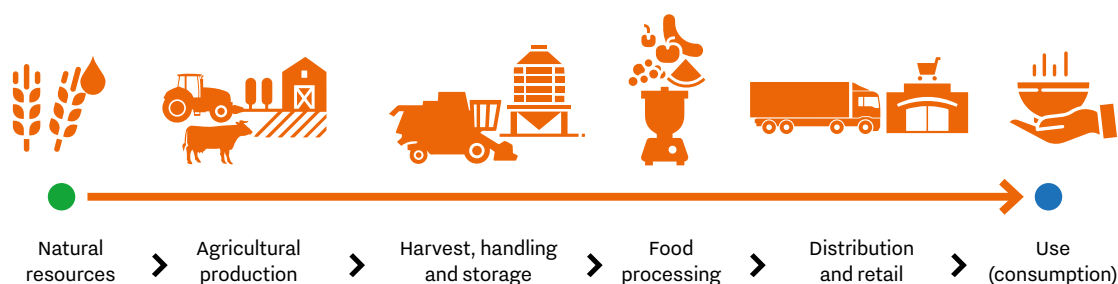 Natural
resources
Agricultural
production
Harvest, handling
and storage
Food
processing
Distribution
and retail
Use
(consumption)